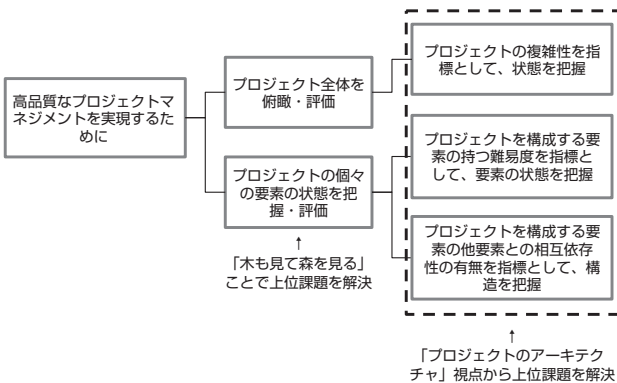 高品質なプロジェクトマ
ネジメントを実現するた
めに
プロジェクト全体を
俯瞰・評価
プロジェクトの個々
の要素の状態を把
握・評価
↑
「木も見て森を見る」
ことで上位課題を解決
プロジェクトの複雑性を指
標として、状態を把握
プロジェクトを構成する要
素の持つ難易度を指標と
して、要素の状態を把握
プロジェクトを構成する要
素の他要素との相互依存
性の有無を指標として、構
造を把握
↑
「プロジェクトのアーキテク
チャ」視点から上位課題を解決